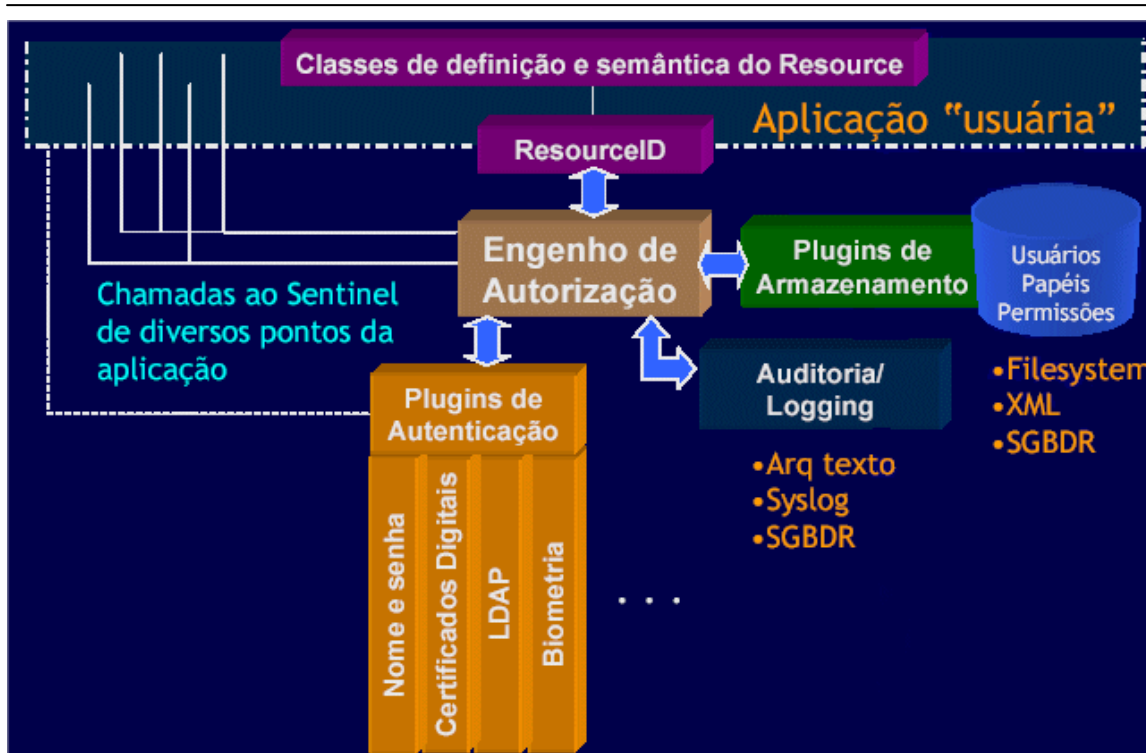 Classes de definição e semântica do Resource
Aplicação “usuária”
ResourceID
Engenho de
Autorização
Plugins de
Armazenamento
Usuários
Papéis
Permissões
Chamadas ao Sentinel
de diversos pontos da
aplicação
•Filesystem
•XML
•SGBDR
Auditoria/
Logging
Plugins de
Autenticação
•Arq texto
•Syslog
•SGBDR
Nome e senha
Certificados Digitais
LDAP
Biometria
. . .